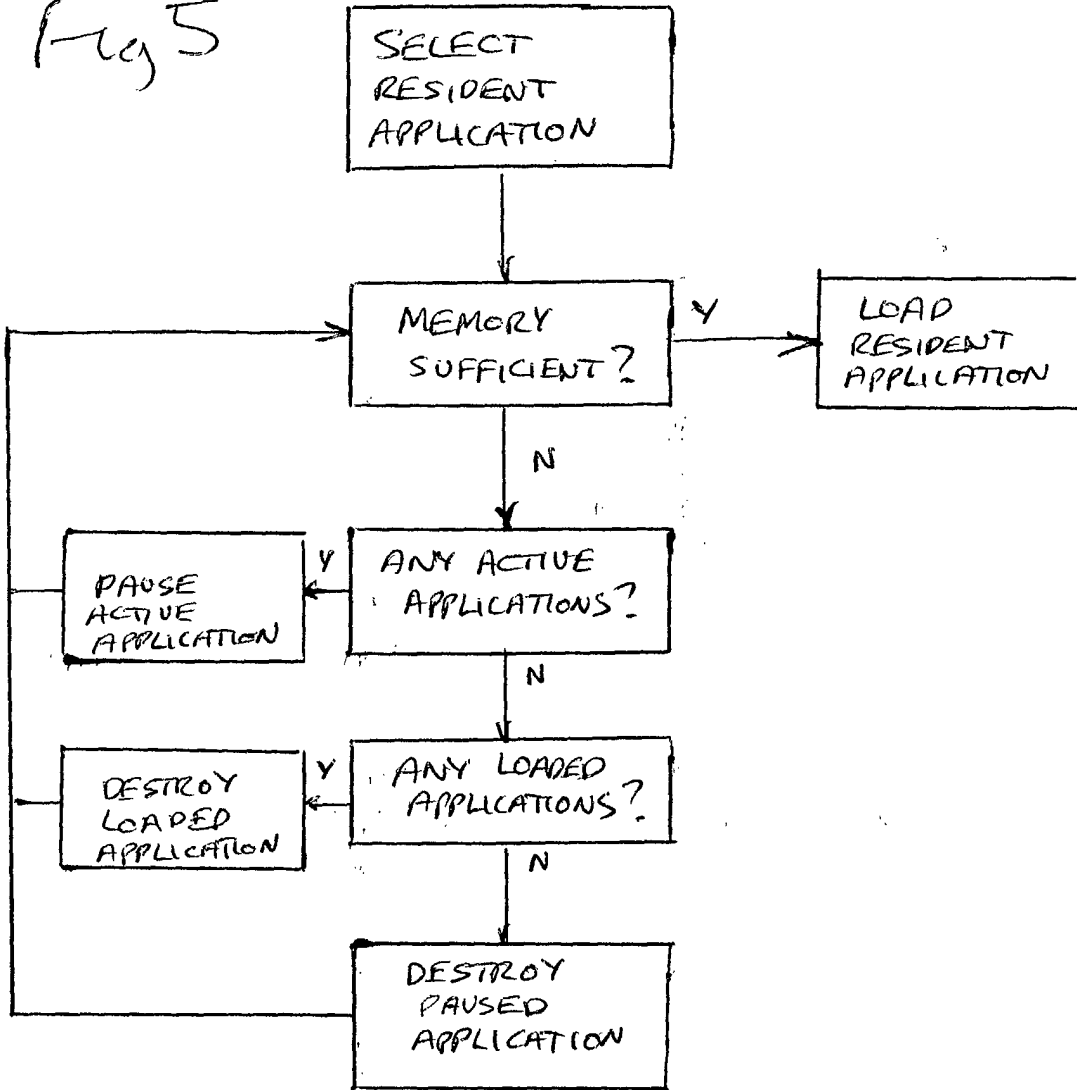 Fig 5
SELECT
RESIDENT
APPLICATION
MEMORY
SUFFICIENT?
Y
LOAD
RESIDENT
APPLICATION
N
ANY ACTIVE
APPLICATIONS?
Y
PAUSE
ACTIVE
APPLICATION
N
ANY LOADED
APPLICATIONS?
Y
DESTROY
LOADED
APPLICATION
N
DESTROY
PAUSED
APPLICATION